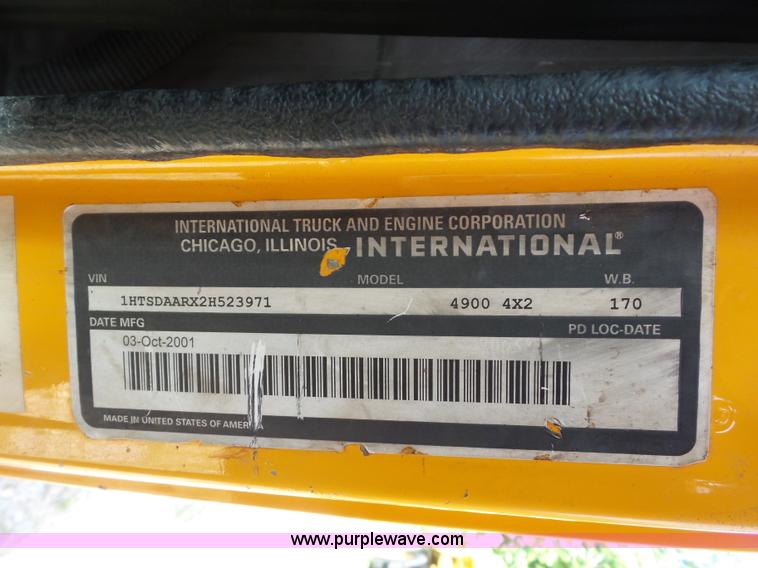 INTERNATIONAL TRUCK AND ENGINE CORPORATION
CHICAGO, ILLINOIS INTERNATIONAL®
VIN MODEL W.B.
1HTSDAARX2H523971 4900 4X2 170
DATE MFG PD LOC-DATE
03-Oct-2001
MADE IN UNITED STATES OF AMERI
www.purplewave.com